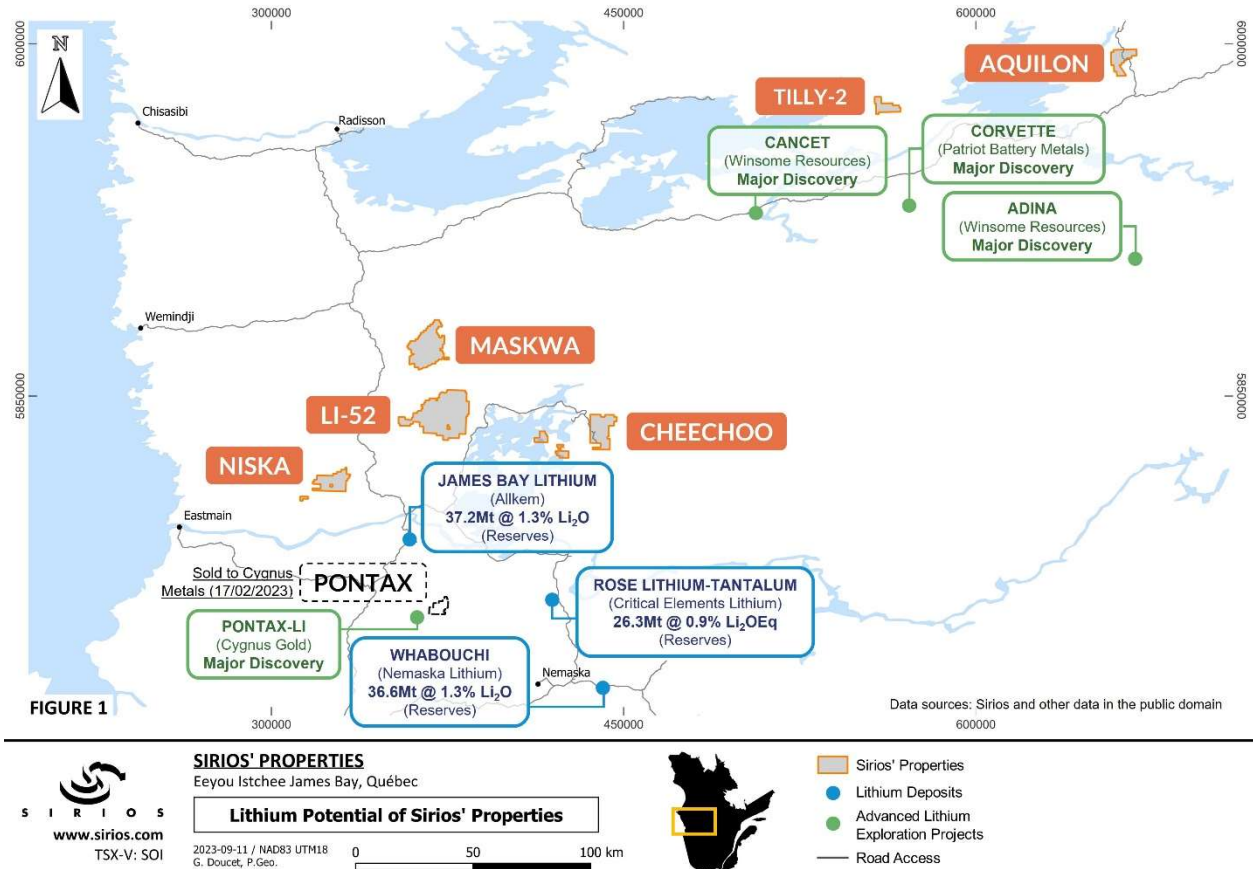 300000
450000
600000
6000000
6000000
N
Chisasibi
Radisson
AQUILON
TILLY-2
CANCET
(Winsome Resources)
Major Discovery
CORVETTE
(Patriot Battery Metals)
Major Discovery
ADINA
(Winsome Resources)
Major Discovery
Wemindji
MASKWA
5850000
5850000
LI-52
CHEECHOO
NISKA
JAMES BAY LITHIUM
(Allkem)
37.2Mt @ 1.3% Li₂O
(Reserves)
Eastmain
Sold to Cygnus
Metals (17/02/2023)
PONTAX
ROSE LITHIUM-TANTALUM
(Critical Elements Lithium)
26.3Mt @ 0.9% Li₂OEq
(Reserves)
PONTAX-LI
(Cygnus Gold)
Major Discovery
WHABOUCHI
(Nemaska Lithium)
36.6Mt @ 1.3% Li₂O
(Reserves)
Nemaska
FIGURE 1
300000
450000
600000
Data sources: Sirios and other data in the public domain
SIRIOS
www.sirios.com
TSX-V: SOI
SIRIOS' PROPERTIES
Eeyou Istchee James Bay, Québec
Lithium Potential of Sirios' Properties
2023-09-11 / NAD83 UTM18
G. Doucet, P.Geo.
0 50 100 km
Sirios' Properties
Lithium Deposits
Advanced Lithium
Exploration Projects
Road Access